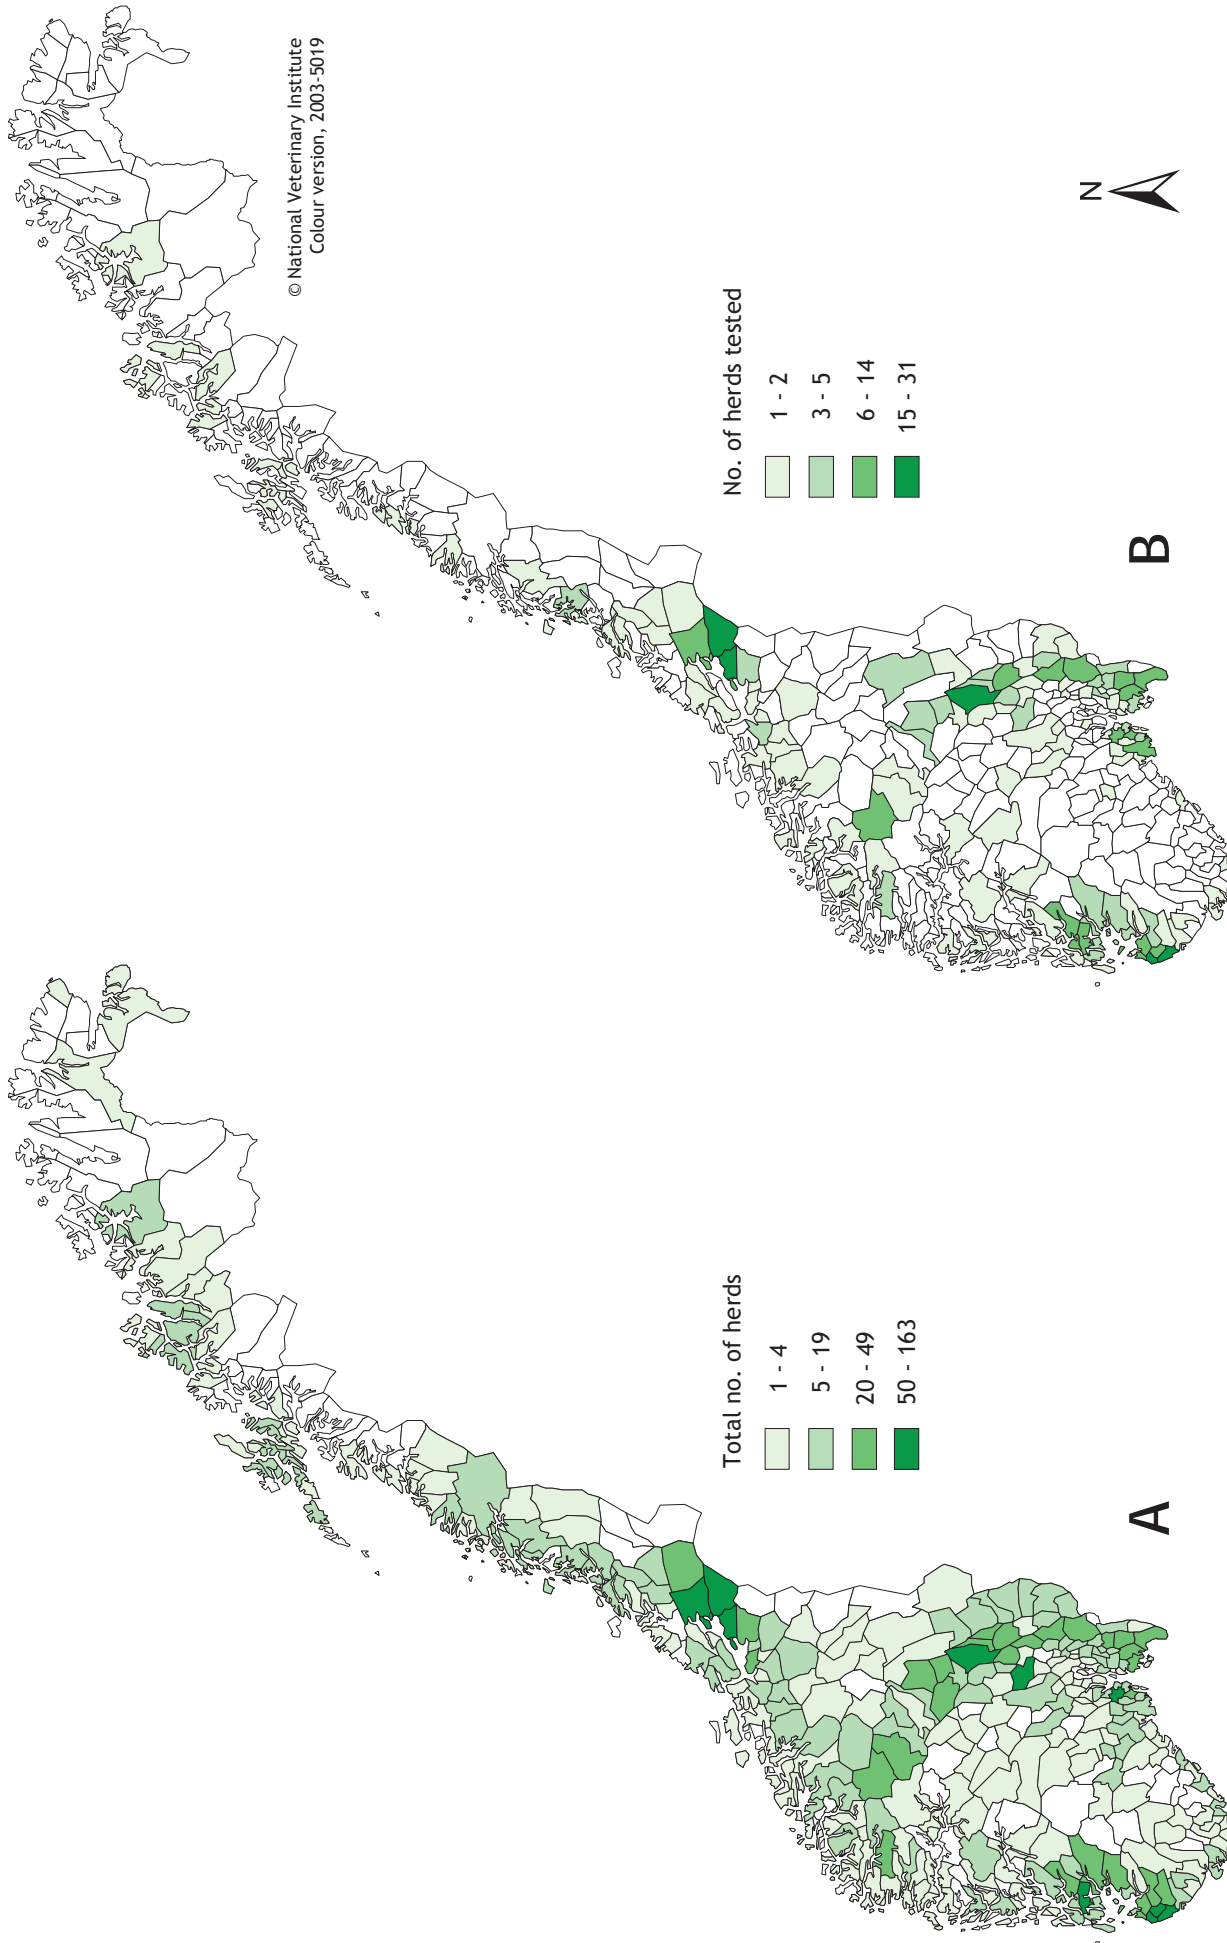 © National Veterinary Institute
Colour version, 2003-5019
N
No. of herds tested
1 - 2
3 - 5
6 - 14
15 - 31
B
Total no. of herds
1 - 4
5 - 19
20 - 49
50 - 163
A